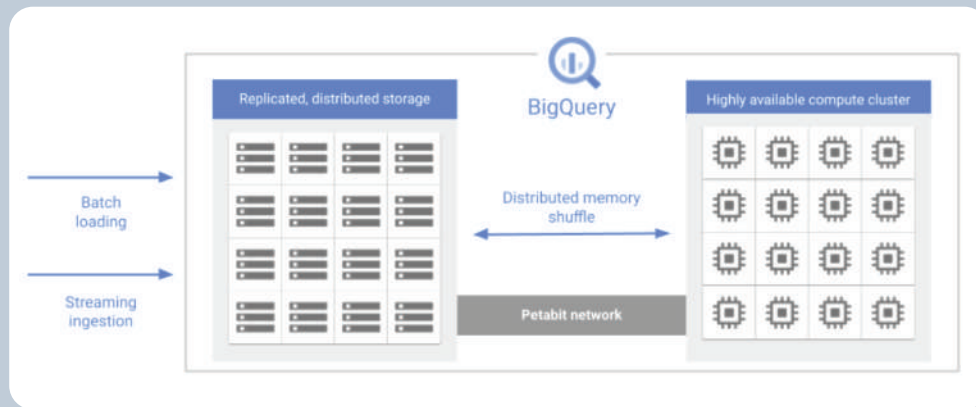 BigQuery
Replicated, distributed storage
Highly available compute cluster
Batch
loading
Streaming
ingestion
Distributed memory
shuffle
Petabit network